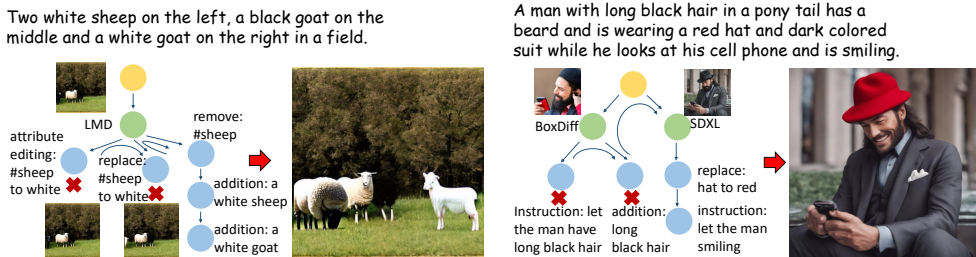 Two white sheep on the left, a black goat on the
middle and a white goat on the right in a field.
LMD
attribute
editing:
#sheep
to white
replace:
#sheep
to white
remove:
#sheep
addition: a
white sheep
addition: a
white goat
A man with long black hair in a pony tail has a
beard and is wearing a red hat and dark colored
suit while he looks at his cell phone and is smiling.
BoxDiff
SDXL
Instruction: let
the man have
long black hair
addition:
long
black hair
replace:
hat to red
instruction:
let the man
smiling